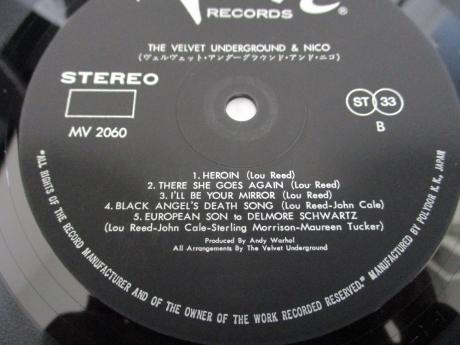 RECORDS ®
THE VELVET UNDERGROUND & NICO
(ヴェルヴェット・アンダーグラウンド・アンド・ニコ)
STEREO
MV 2060
ST 33
B
1. HEROIN (Lou Reed)
2. THERE SHE GOES AGAIN (Lou Reed)
3. I'LL BE YOUR MIRROR (Lou Reed)
4. BLACK ANGEL'S DEATH SONG (Lou Reed-John Cale)
5. EUROPEAN SON to DELMORE SCHWARTZ
(Lou Reed-John Cale-Sterling Morrison-Maureen Tucker)
Produced By Andy Warhol
All Arrangements By The Velvet Underground
"ALL RIGHTS OF THE RECORD MANUFACTURER AND OF THE OWNER OF THE WORK RECORDED RESERVED." MANUFACTURED BY POLYDOR K. K., JAPAN